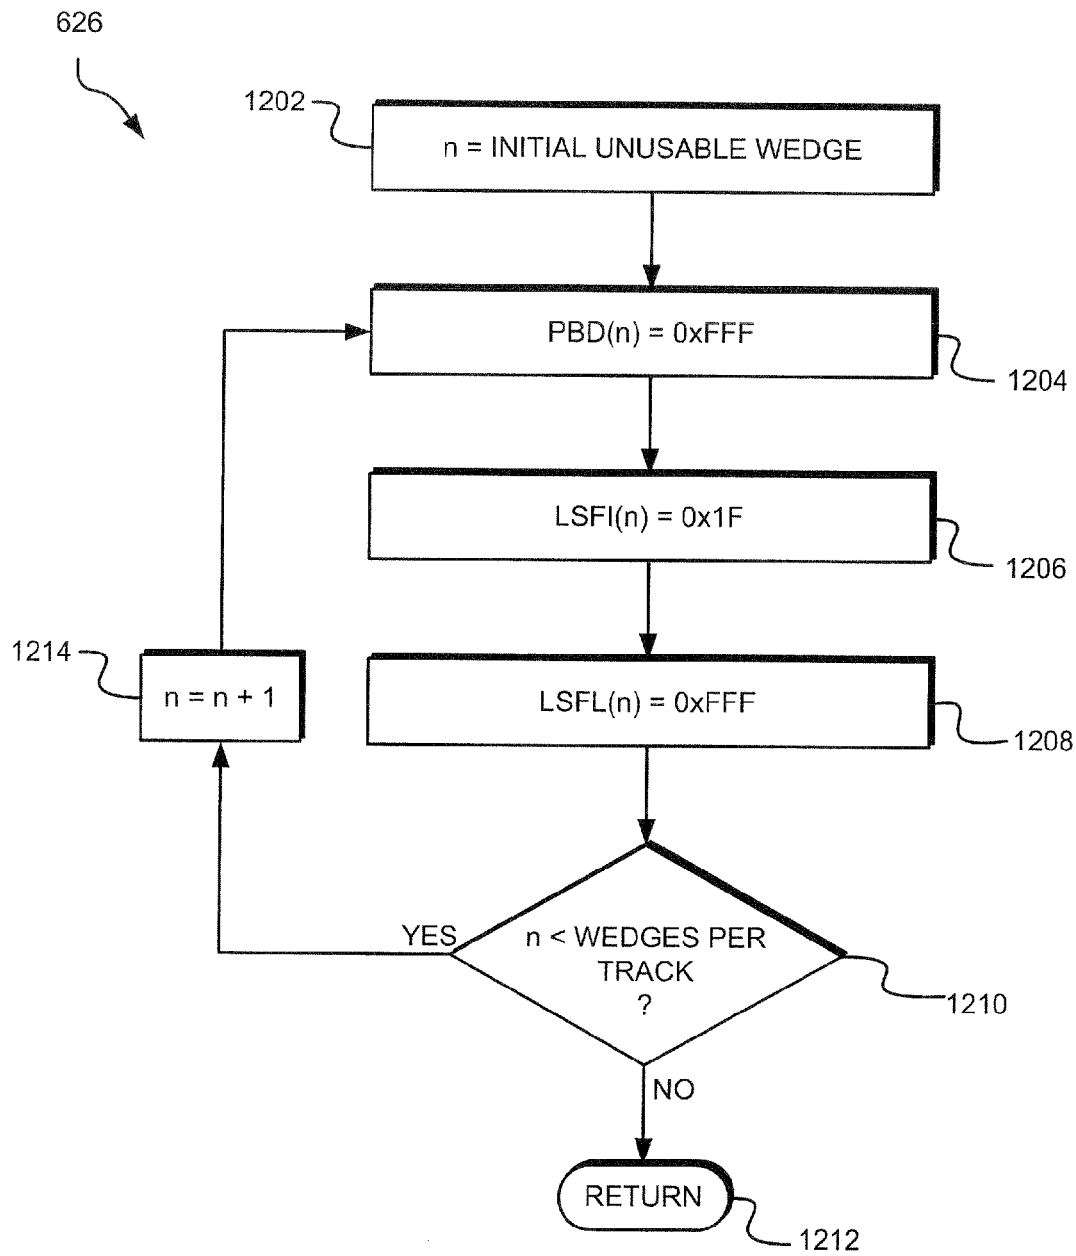 626
1202
n = INITIAL UNUSABLE WEDGE
PBD(n) = 0xFFF
1204
LSFI(n) = 0x1F
1206
1214
n = n + 1
LSFL(n) = 0xFFF
1208
YES
n < WEDGES PER
TRACK
?
1210
NO
RETURN
1212